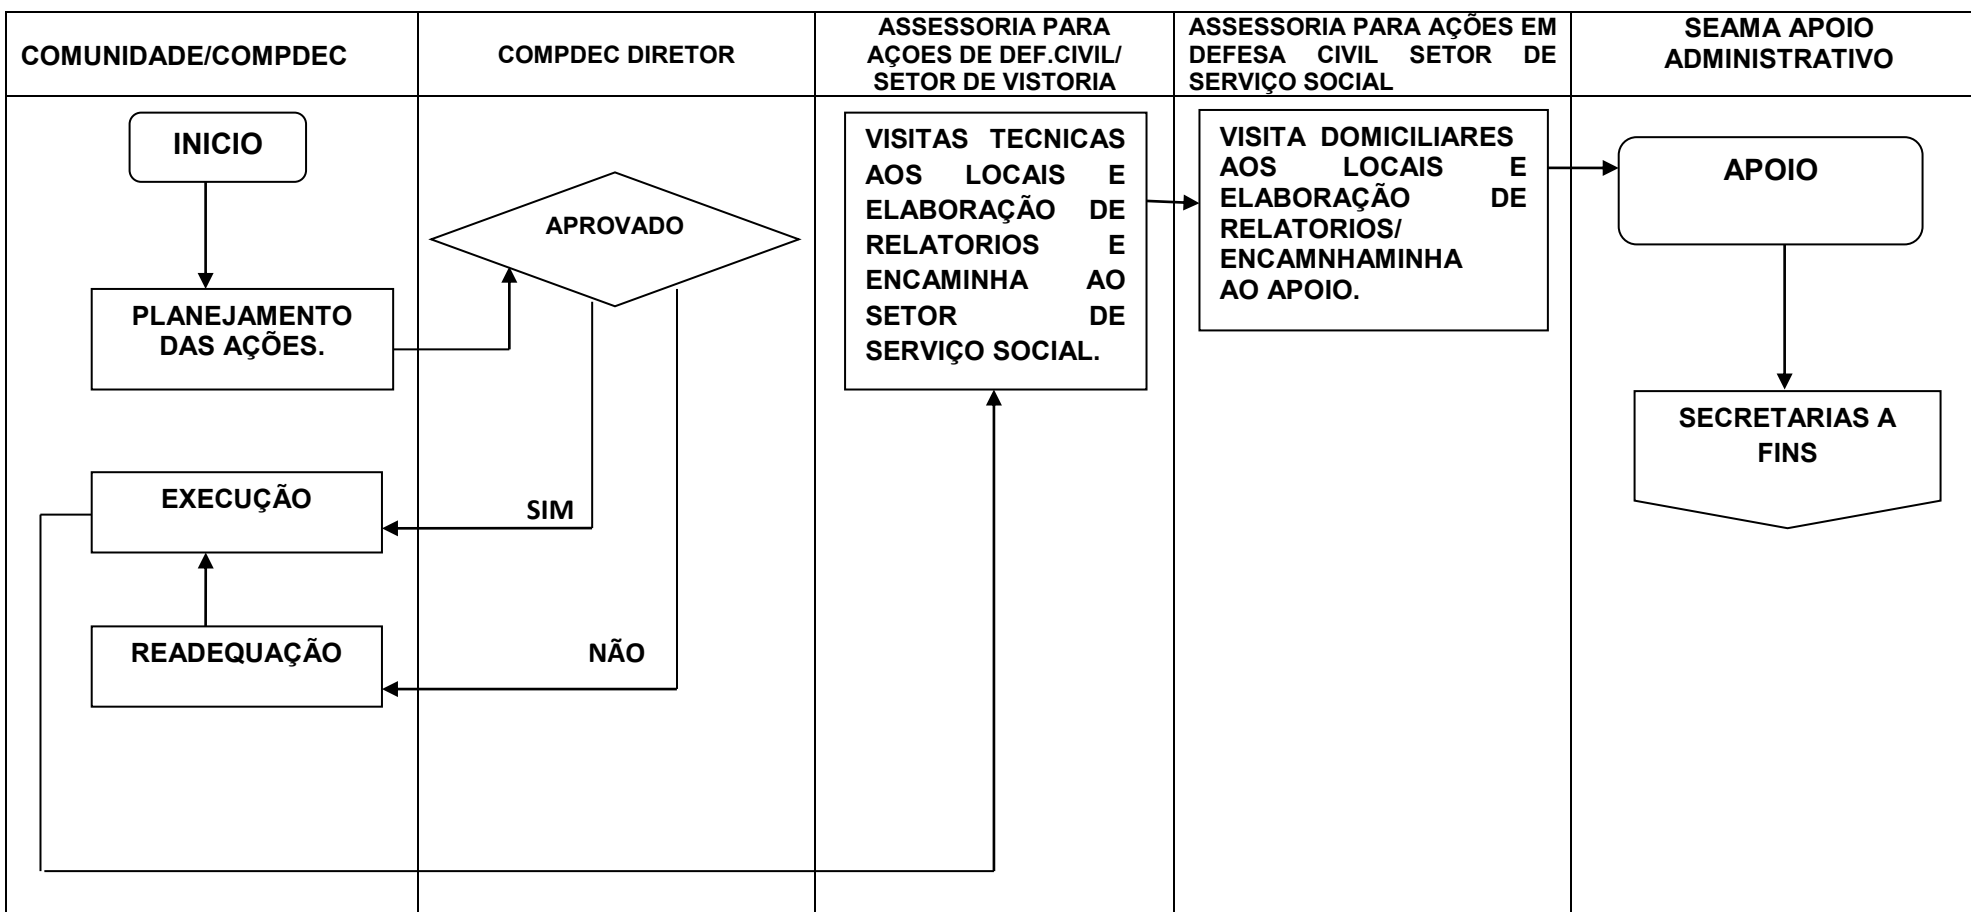 COMUNIDADE/COMPDEC
COMPDEC DIRETOR
ASSESSORIA PARA
AÇOES DE DEF.CIVIL/
SETOR DE VISTORIA
ASSESSORIA PARA AÇÕES EM
DEFESA CIVIL SETOR DE
SERVIÇO SOCIAL
SEAMA APOIO
ADMINISTRATIVO
INICIO
PLANEJAMENTO
DAS AÇÕES.
EXECUÇÃO
READEQUAÇÃO
APROVADO
SIM
NÃO
VISITAS TECNICAS
AOS LOCAIS E
ELABORAÇÃO DE
RELATORIOS E
ENCAMINHA AO
SETOR DE
SERVIÇO SOCIAL.
VISITA DOMICILIARES
AOS LOCAIS E
ELABORAÇÃO DE
RELATORIOS/
ENCAMNHAMINHA
AO APOIO.
APOIO
SECRETARIAS A
FINS